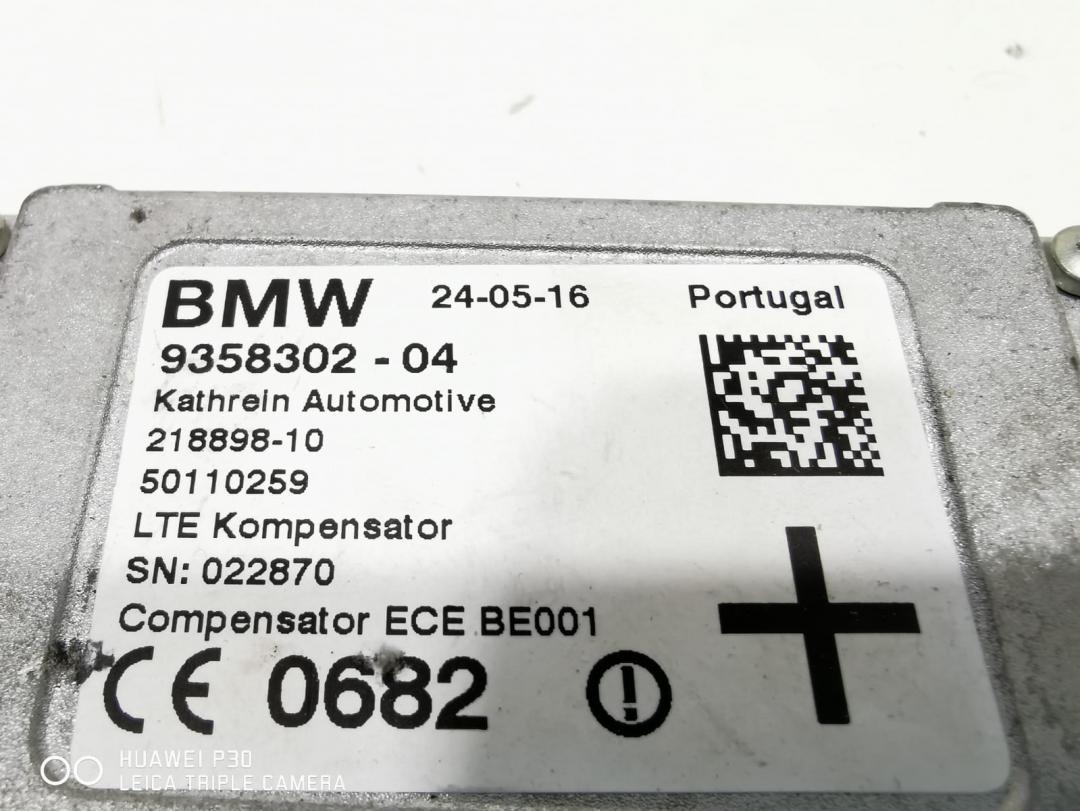 BMW 24-05-16 Portugal
9358302 - 04
Kathrein Automotive
218898-10
50110259
LTE Kompensator
SN: 022870
Compensator ECE BE001
CE 0682 !
HUAWEI P30
LEICA TRIPLE CAMERA